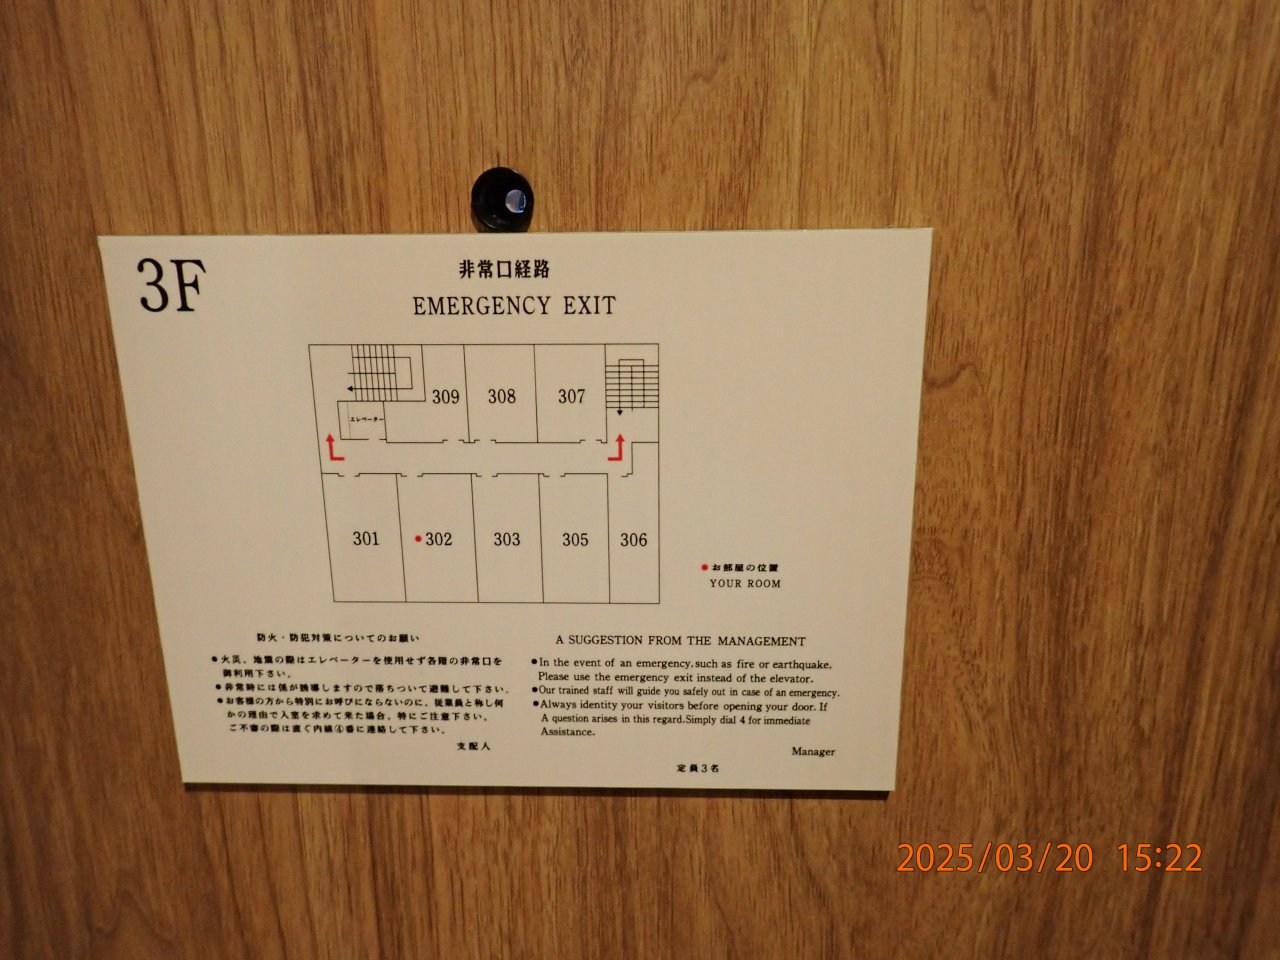 3F
非常口経路
EMERGENCY EXIT
309
308
307
エレベーター
301
302
303
305
306
お部屋の位置
YOUR ROOM
防火・防犯対策についてのお願い
●火災、地震の際はエレベーターを使用せず各階の非常口を
御利用下さい。
●非常時には係が誘導しますので落ちついて避難して下さい。
●お客様の方から特別にお呼びにならないのに、従業員と称し何
かの理由で入室を求めて来た場合、特にご注意下さい。
ご不審の際は直ぐ内線④番に連絡して下さい。
支配人
A SUGGESTION FROM THE MANAGEMENT
●In the event of an emergency,such as fire or earthquake,
Please use the emergency exit instead of the elevator.
●Our trained staff will guide you safely out in case of an emergency.
●Always identity your visitors before opening your door. If
A question arises in this regard.Simply dial 4 for immediate
Assistance.
Manager
定員3名
2025/03/20 15:22